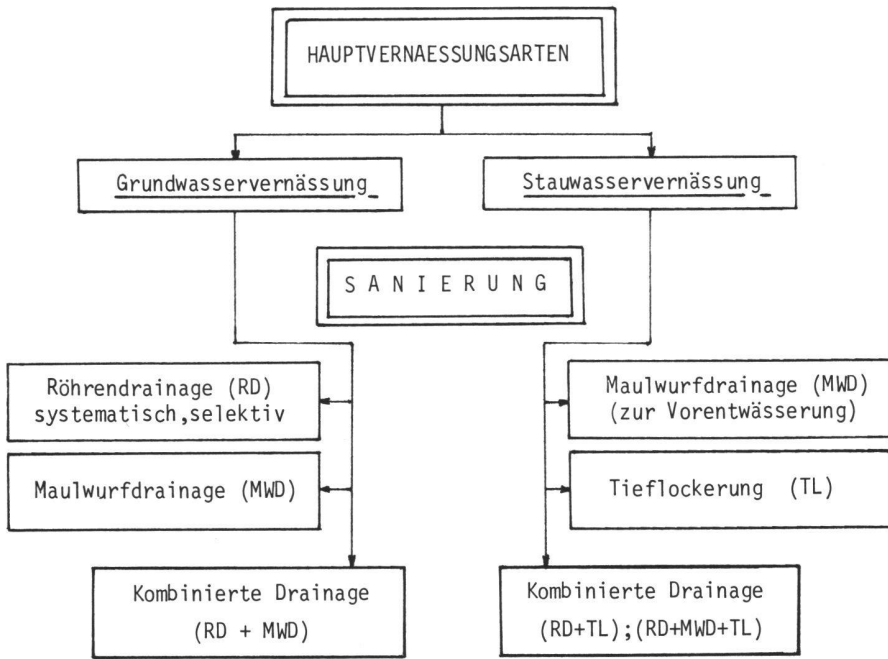 HAUPTVERNAESSUNGSARTEN
Grundwasservernässung
Stauwasservernässung
SANIERUNG
Röhrendrainage (RD)
systematisch,selektiv
Maulwurfdrainage (MWD)
Maulwurfdrainage (MWD)
(zur Vorentwässerung)
Tieflockerung (TL)
Kombinierte Drainage
(RD + MWD)
Kombinierte Drainage
(RD+TL);(RD+MWD+TL)